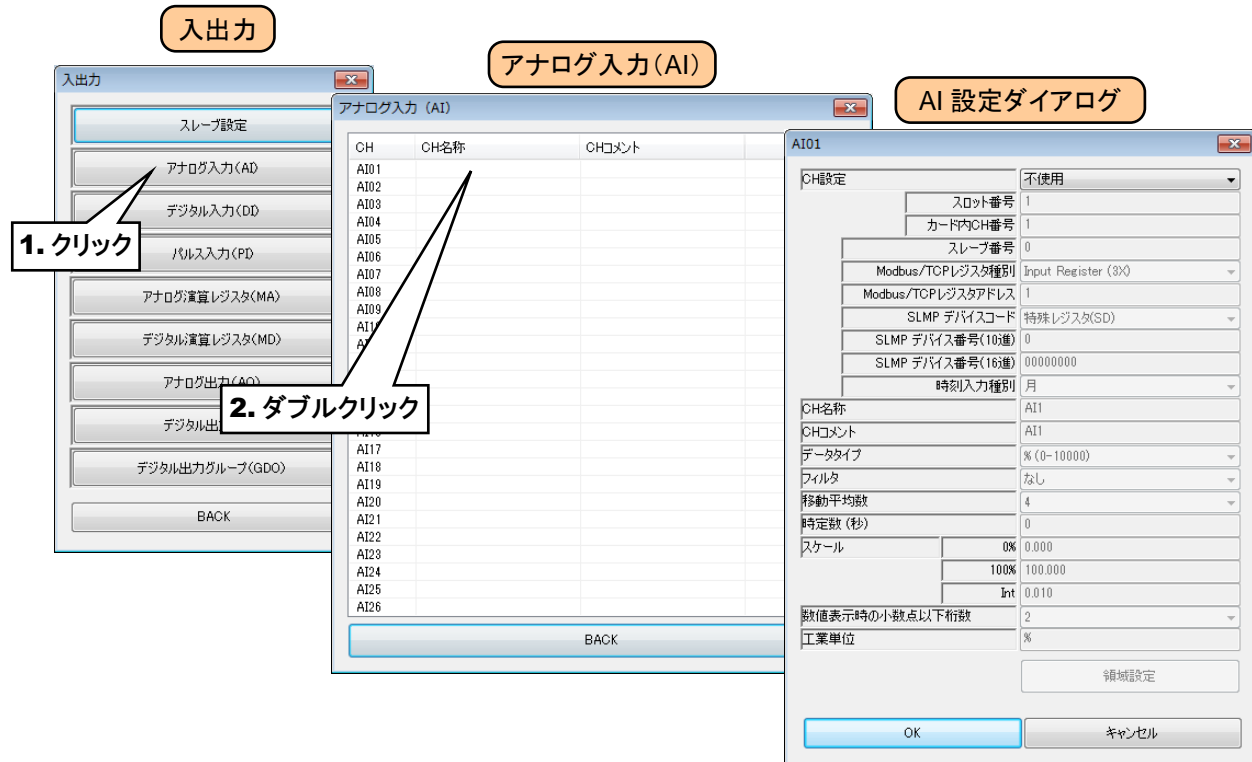 入出力
アナログ入力(AI)
AI 設定ダイアログ
入出力
スレーブ設定
アナログ入力(AI)
デジタル入力(DI)
パルス入力(PI)
アナログ演算レジスタ(MA)
デジタル演算レジスタ(MD)
アナログ出力(AO)
デジタル出
デジタル出力グループ(GDO)
BACK
1. クリック
アナログ入力 (AI)
CH CH名称 CHコメント
AI01
AI02
AI03
AI04
AI05
AI06
AI07
AI08
AI09
AI17
AI18
AI19
AI20
AI21
AI22
AI23
AI24
AI25
AI26
BACK
2. ダブルクリック
AI01
CH設定 不使用
スロット番号 1
カード内CH番号 1
スレーブ番号 0
Modbus/TCPレジスタ種別 Input Register (3X)
Modbus/TCPレジスタアドレス 1
SLMP デバイスコード 特殊レジスタ(SD)
SLMP デバイス番号(10進) 0
SLMP デバイス番号(16進) 00000000
時刻入力種別 月
CH名称 AI1
CHコメント AI1
データタイプ % (0-10000)
フィルタ なし
移動平均数 4
時定数 (秒) 0
スケール 0% 0.000
100% 100.000
Int 0.010
数値表示時の小数点以下桁数 2
工業単位 %
領域設定
OK キャンセル